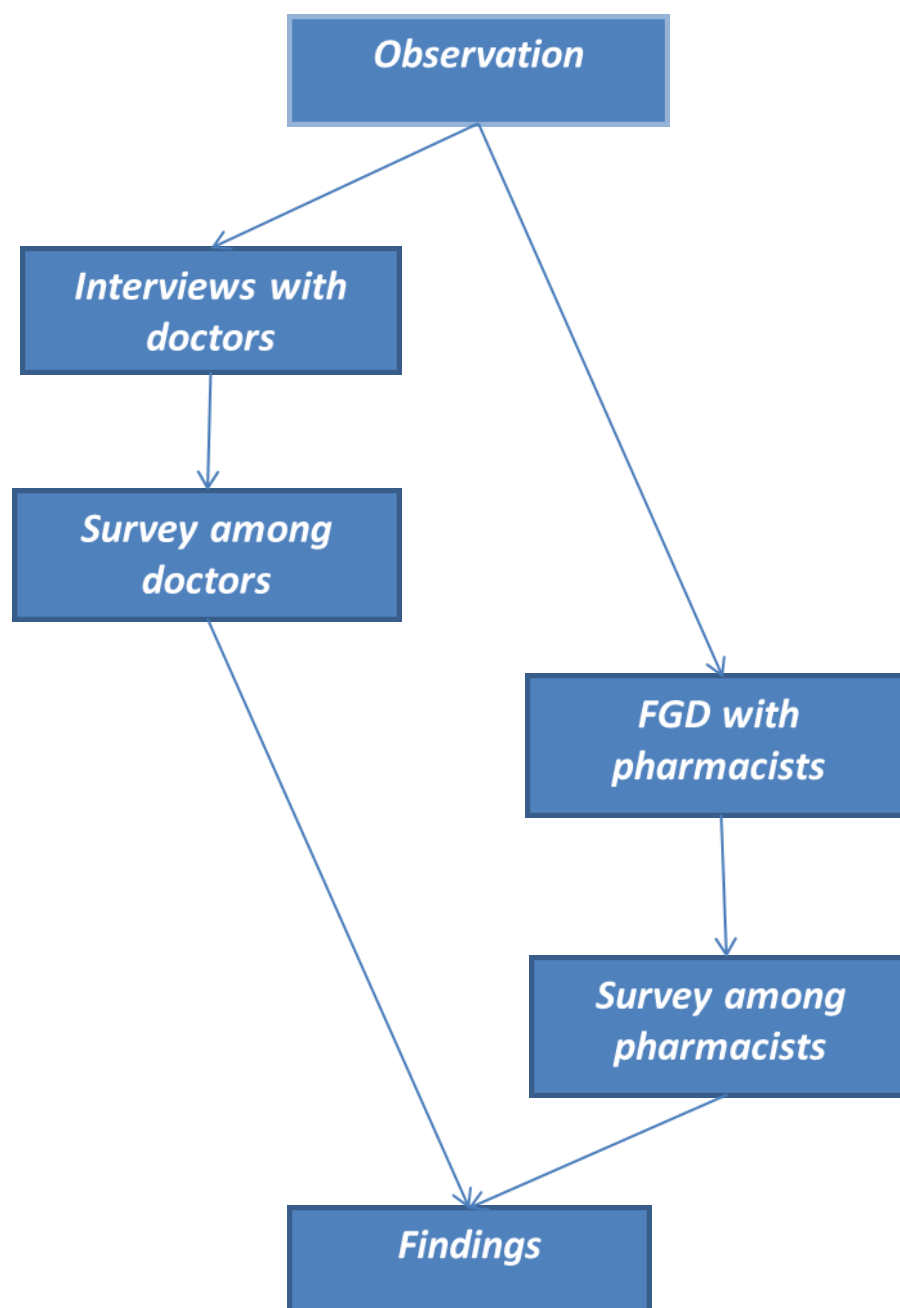 Observation
Interviews with
doctors
Survey among
doctors
FGD with
pharmacists
Survey among
pharmacists
Findings